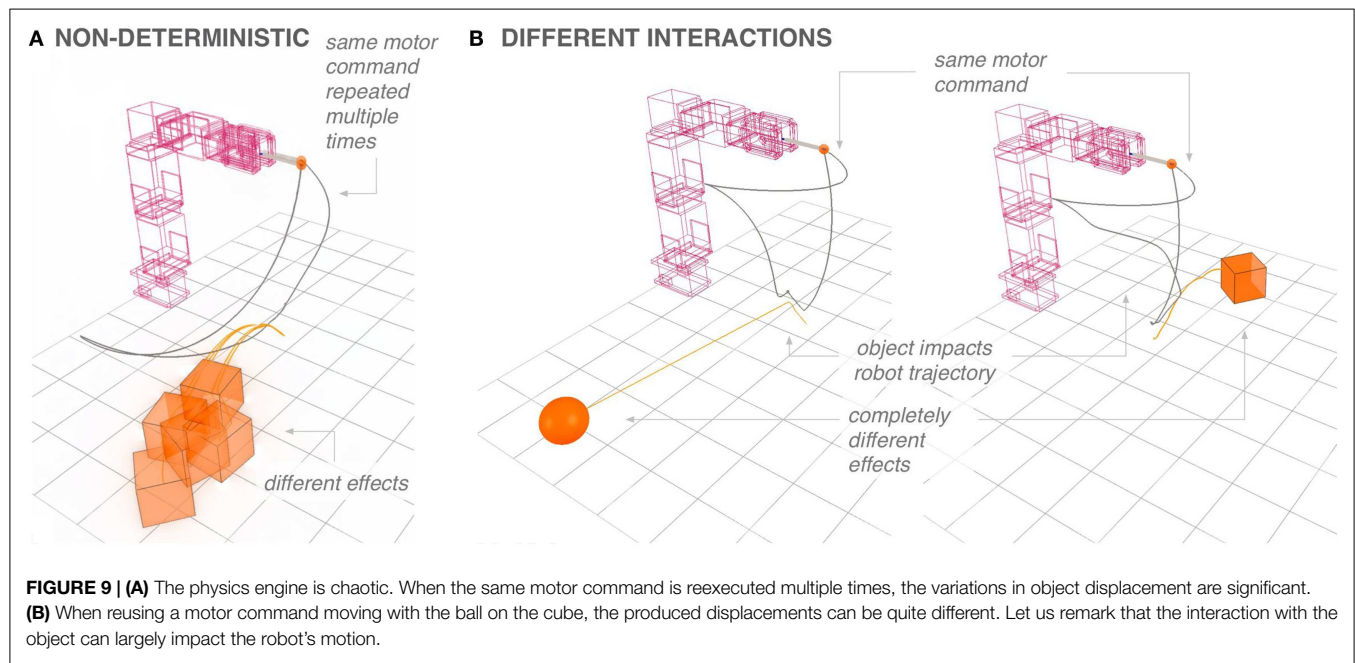 A NON-DETERMINISTIC
same motor
command
repeated
multiple
times
different effects
B DIFFERENT INTERACTIONS
same motor
command
object impacts
robot trajectory
completely
different
effects
FIGURE 9 | (A) The physics engine is chaotic. When the same motor command is reexecuted multiple times, the variations in object displacement are significant.
(B) When reusing a motor command moving with the ball on the cube, the produced displacements can be quite different. Let us remark that the interaction with the
object can largely impact the robot's motion.